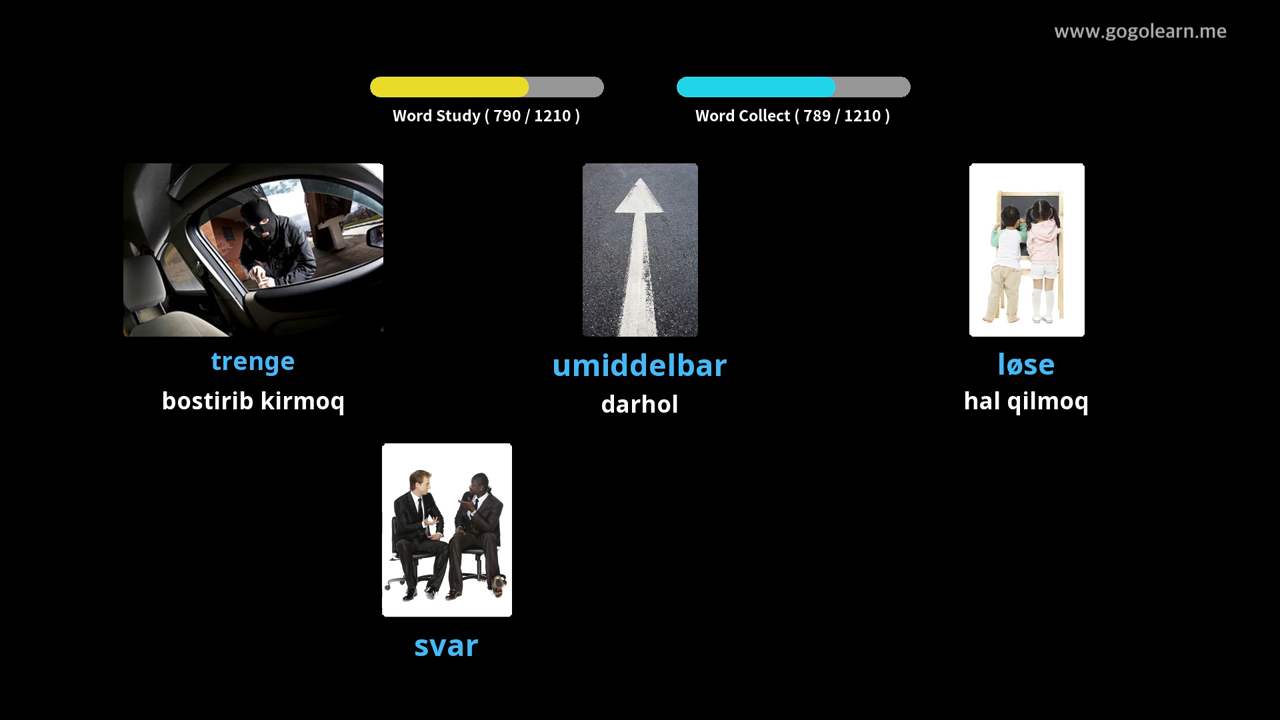 www.gogolearn.me
Word Study ( 790 / 1210 )
Word Collect ( 789 / 1210 )
trenge
bostirib kirmoq
umiddelbar
darhol
løse
hal qilmoq
svar